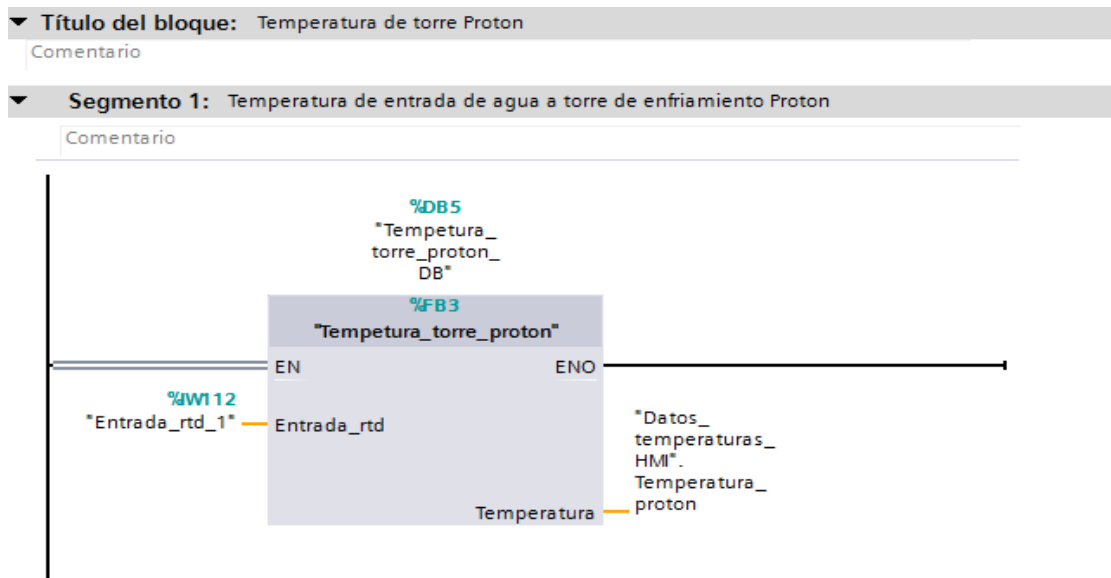 Título del bloque: Temperatura de torre Proton
Comentario
Segmento 1: Temperatura de entrada de agua a torre de enfriamiento Proton
Comentario
%DB5
"Tempetura_
torre_proton_
DB"
%FB3
"Tempetura_torre_proton"
EN
ENO
%IW112
"Entrada_rtd_1"
Entrada_rtd
"Datos_
temperaturas_
HMI".
Temperatura_
proton
Temperatura